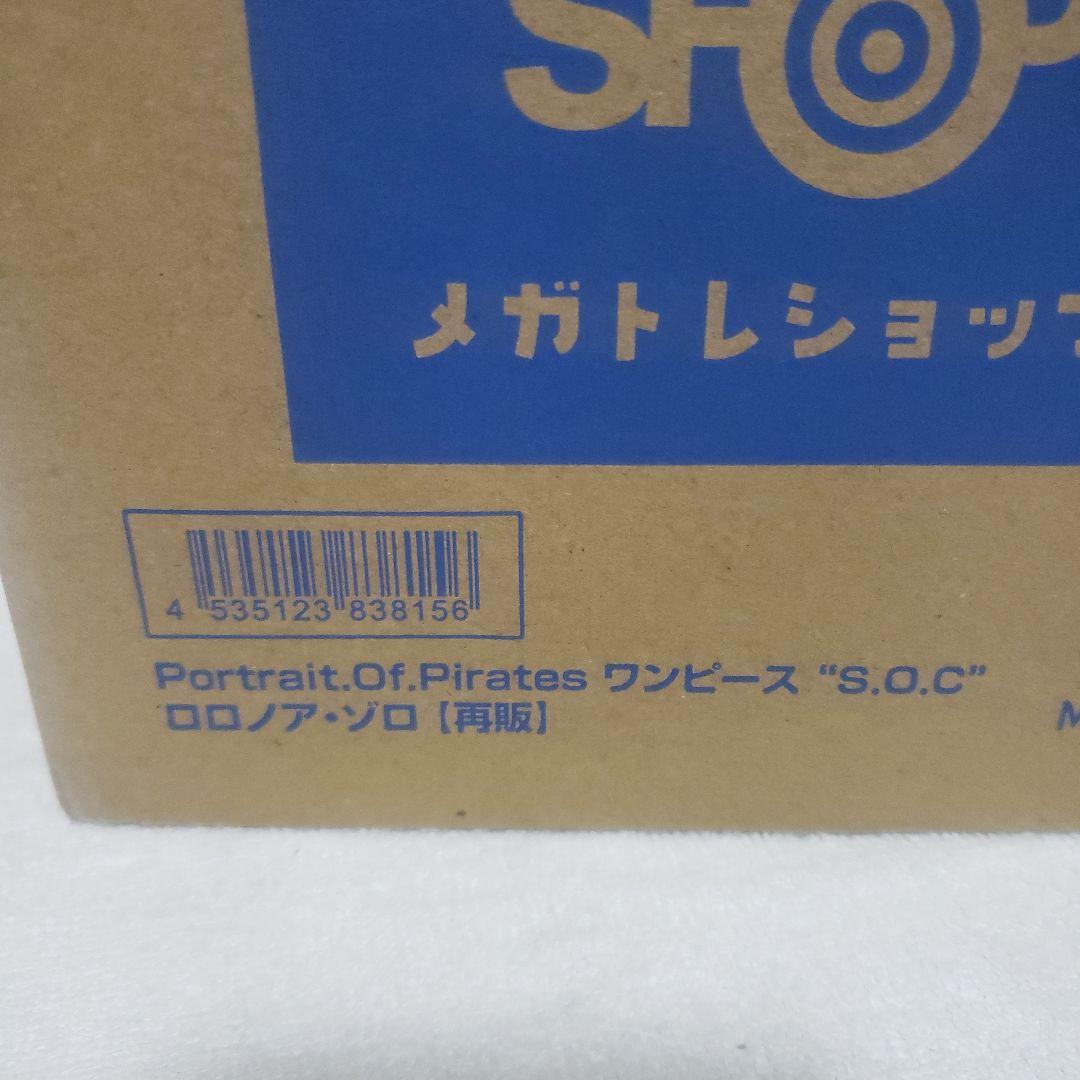 SHOP
メガトレショップ
4 535123 838156
Portrait.Of.Pirates ワンピース “S.O.C”
ロロノア・ゾロ【再販】
M